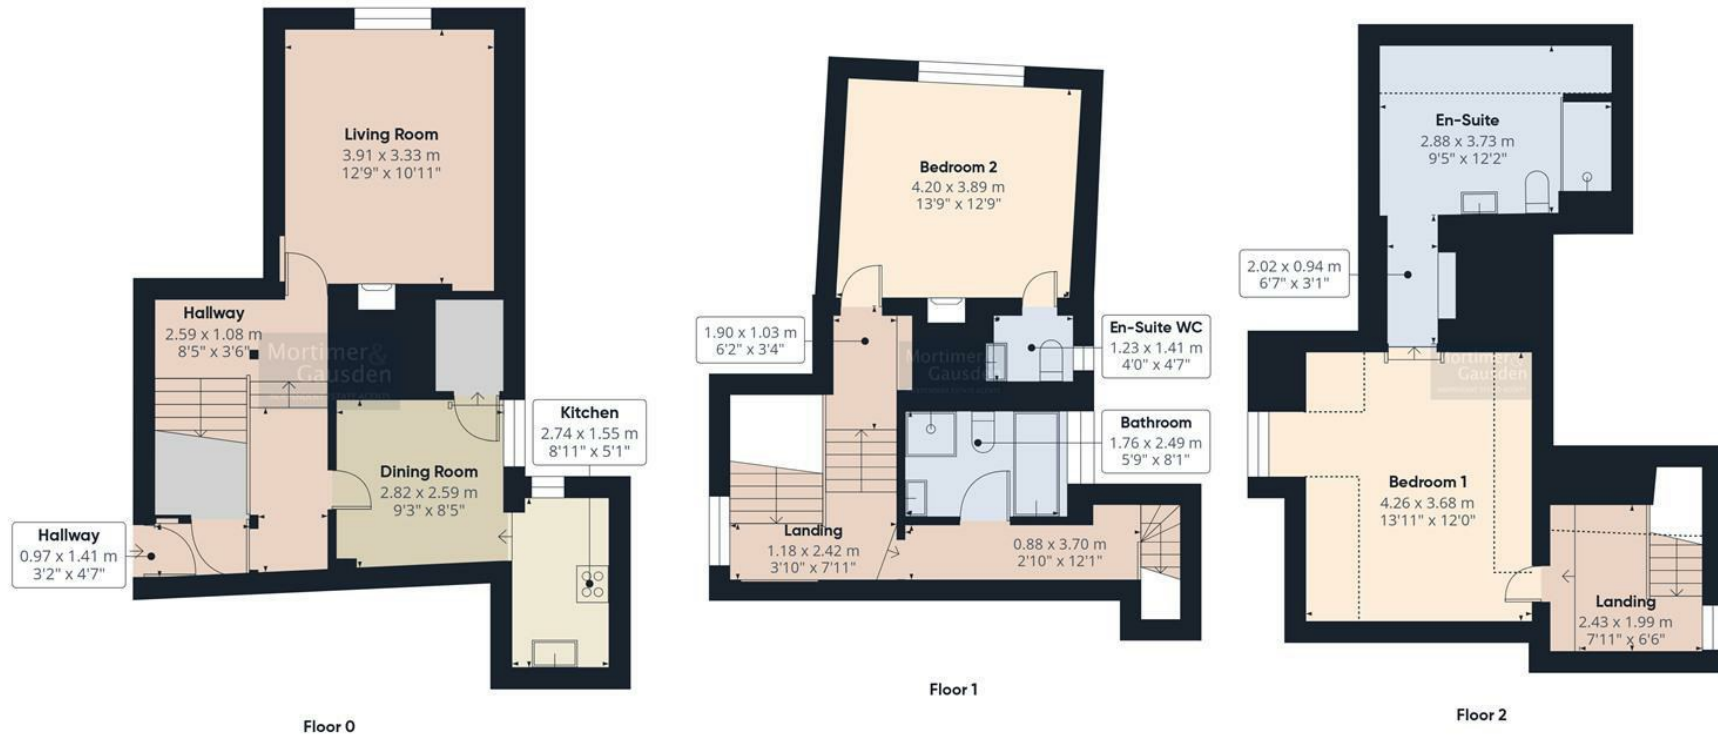 Living Room
3.91 x 3.33 m
12'9" x 10'11"
Hallway
2.59 x 1.08 m
8'5" x 3'6"
Mortimer&
Gausden
Kitchen
2.74 x 1.55 m
8'11" x 5'1"
Dining Room
2.82 x 2.59 m
9'3" x 8'5"
Hallway
0.97 x 1.41 m
3'2" x 4'7"
Floor 0
Bedroom 2
4.20 x 3.89 m
13'9" x 12'9"
1.90 x 1.03 m
6'2" x 3'4"
Mortimer&
Gausden
En-Suite WC
1.23 x 1.41 m
4'0" x 4'7"
Bathroom
1.76 x 2.49 m
5'9" x 8'1"
Landing
1.18 x 2.42 m
3'10" x 7'11"
0.88 x 3.70 m
2'10" x 12'1"
Floor 1
En-Suite
2.88 x 3.73 m
9'5" x 12'2"
2.02 x 0.94 m
6'7" x 3'1"
Mortimer&
Gausden
Bedroom 1
4.26 x 3.68 m
13'11" x 12'0"
Landing
2.43 x 1.99 m
7'11" x 6'6"
Floor 2